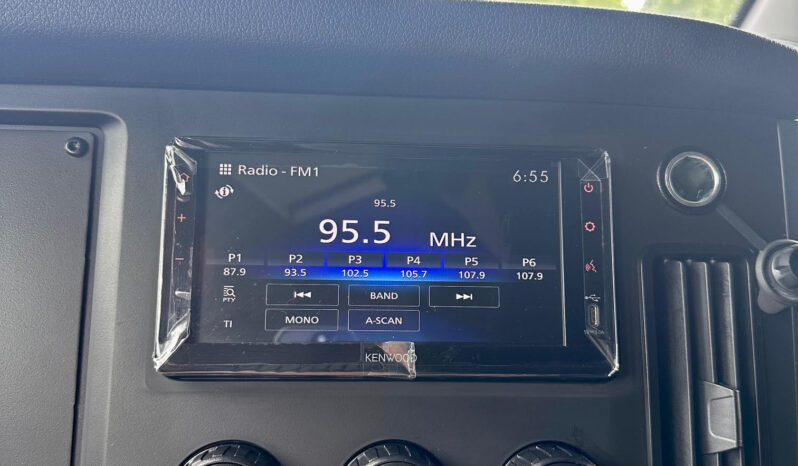 Radio - FM1
6:55
95.5
95.5 MHz
P1 P2 P3 P4 P5 P6
87.9 93.5 102.5 105.7 107.9 107.9
PTY
BAND
TI
MONO A-SCAN
KENWOOD